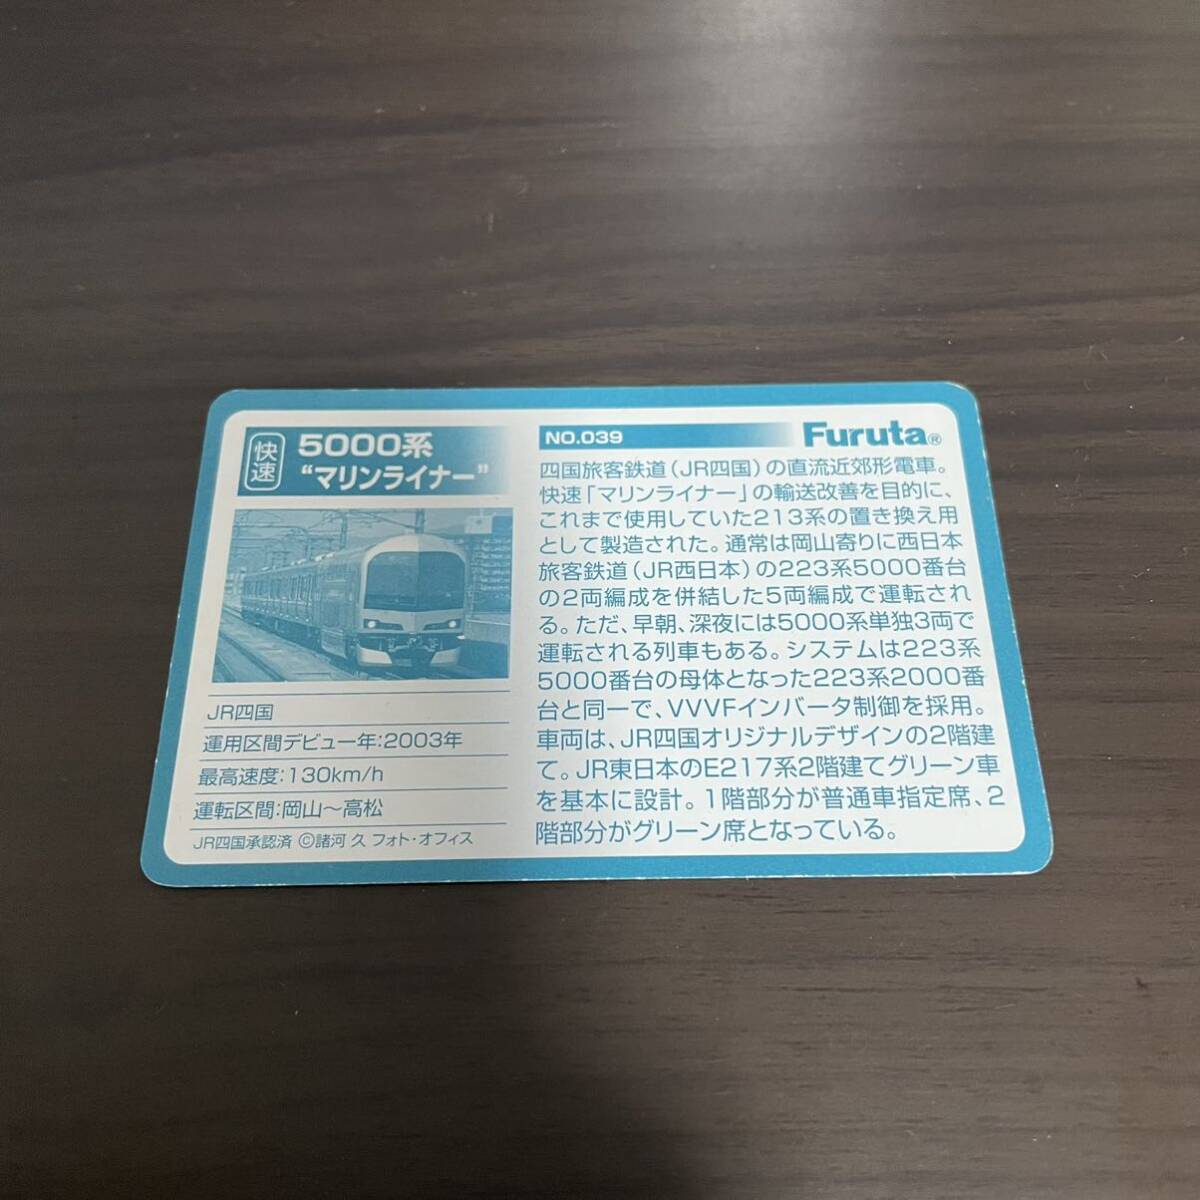 快速
5000系
“マリンライナー”
JR四国
運用区間デビュー年:2003年
最高速度:130km/h
運転区間:岡山～高松
JR四国承認済 ©諸河 久 フォト・オフィス
NO.039
Furuta®
四国旅客鉄道(JR四国)の直流近郊形電車。
快速「マリンライナー」の輸送改善を目的に、
これまで使用していた213系の置き換え用
として製造された。通常は岡山寄りに西日本
旅客鉄道(JR西日本)の223系5000番台
の2両編成を併結した5両編成で運転され
る。ただ、早朝、深夜には5000系単独3両で
運転される列車もある。システムは223系
5000番台の母体となった223系2000番
台と同一で、VVVFインバータ制御を採用。
車両は、JR四国オリジナルデザインの2階建
て。JR東日本のE217系2階建てグリーン車
を基本に設計。1階部分が普通車指定席、2
階部分がグリーン席となっている。